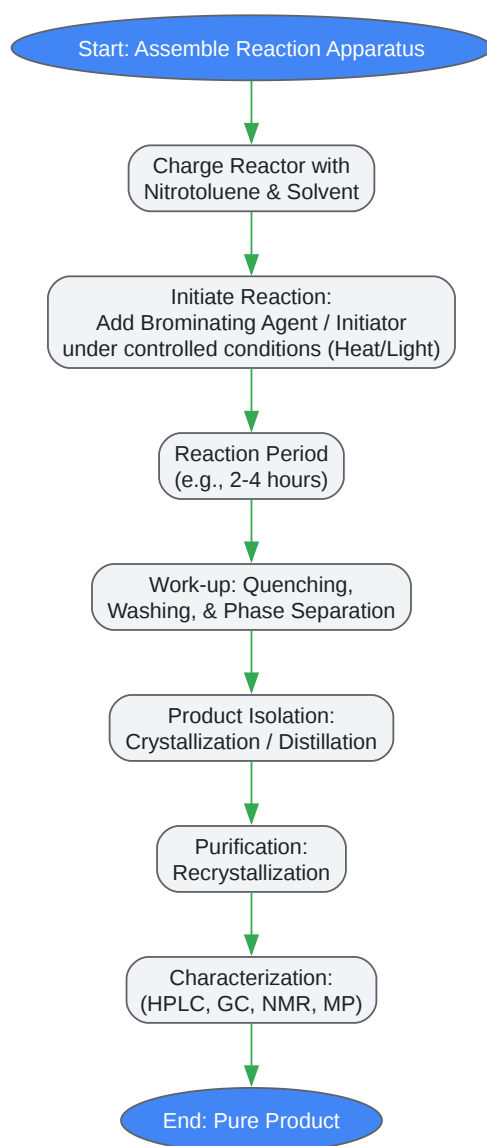 Start: Assemble Reaction Apparatus
Charge Reactor with
Nitrotoluene & Solvent
Initiate Reaction:
Add Brominating Agent / Initiator
under controlled conditions (Heat/Light)
Reaction Period
(e.g., 2-4 hours)
Work-up: Quenching,
Washing, & Phase Separation
Product Isolation:
Crystallization / Distillation
Purification:
Recrystallization
Characterization:
(HPLC, GC, NMR, MP)
End: Pure Product